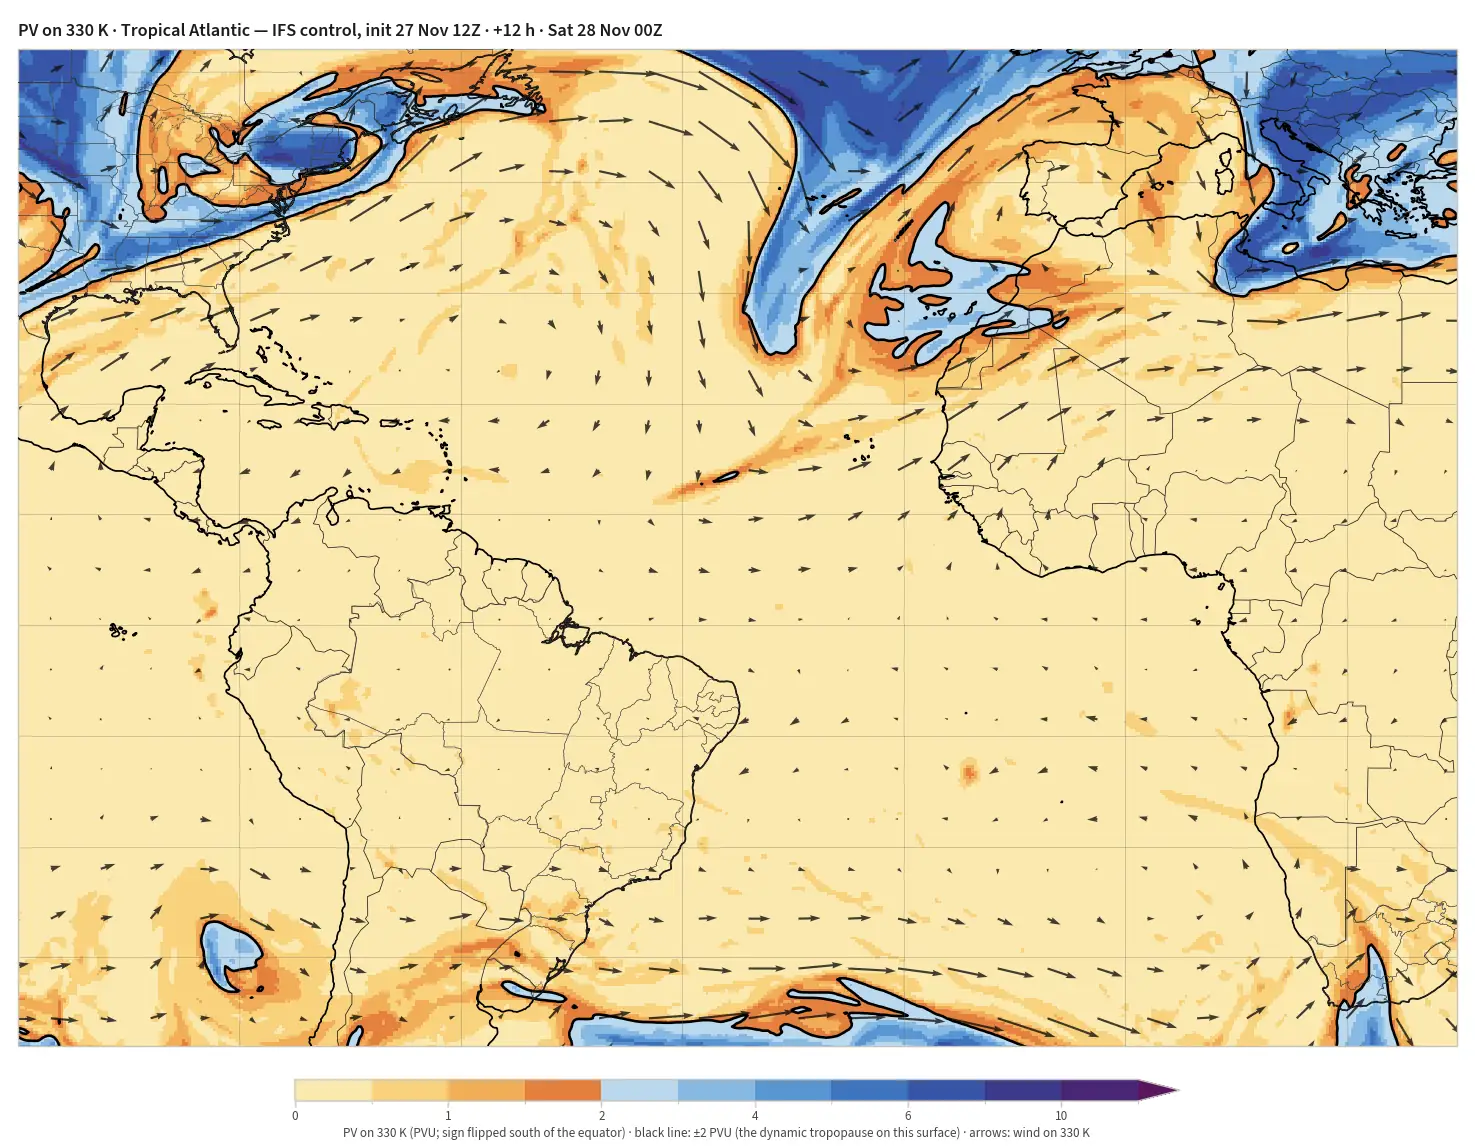 PV on 330 K · Tropical Atlantic — IFS control, init 27 Nov 12Z · +12 h · Sat 28 Nov 00Z
0 1 2 4 6 10
PV on 330 K (PVU; sign flipped south of the equator) · black line: ±2 PVU (the dynamic tropopause on this surface) · arrows: wind on 330 K